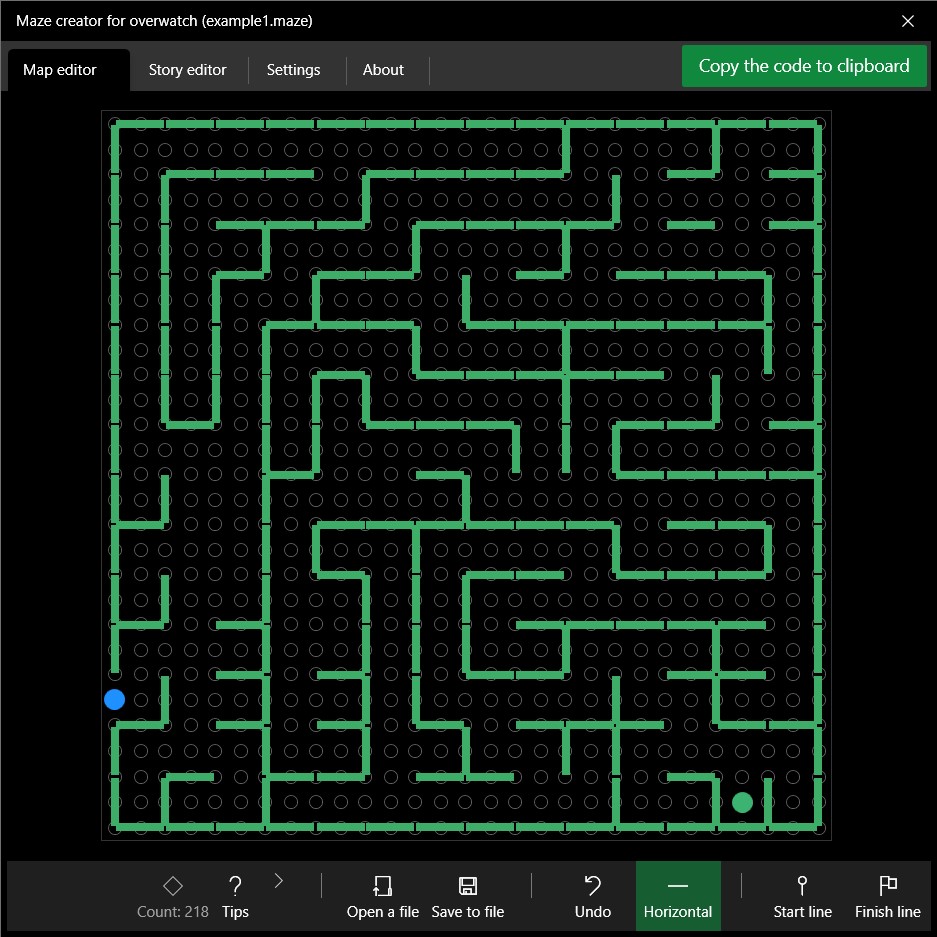 Maze creator for overwatch (example1.maze)
Map editor
Story editor
Settings
About
Copy the code to clipboard
Count: 218
Tips
Open a file
Save to file
Undo
Horizontal
Start line
Finish line